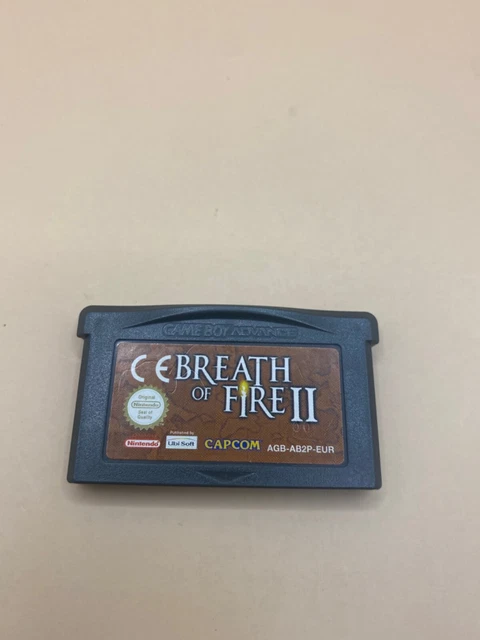 GAME BOY ADVANCE
CE BREATH
OF FIRE II
Original
Nintendo
Seal of
Quality
Nintendo
Published by
Ubi Soft
CAPCOM
AGB-AB2P-EUR